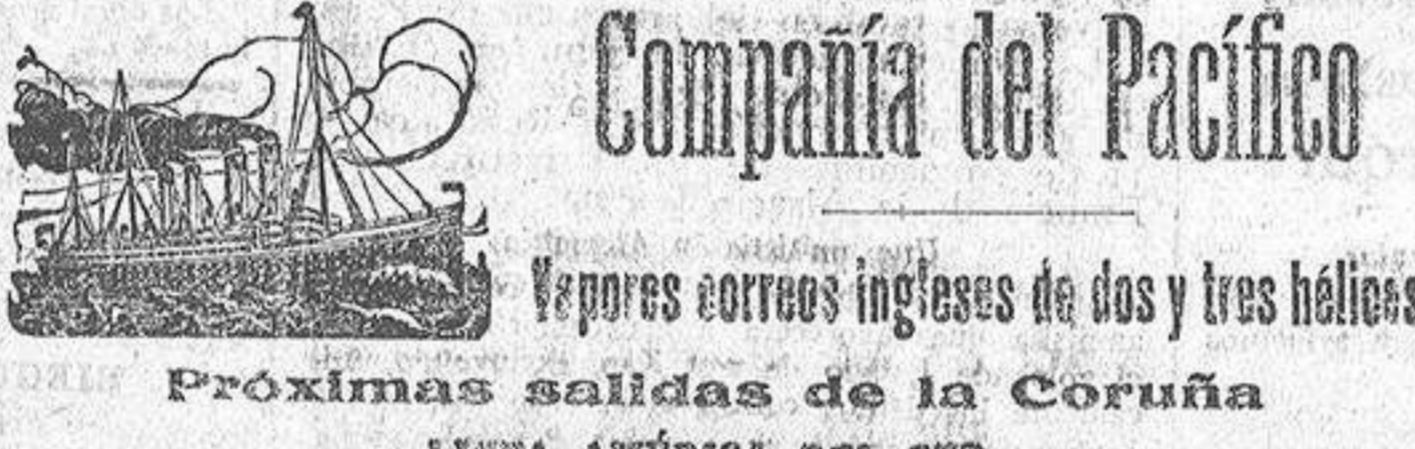 Compañía del Pacífico
Vapores correos ingleses de dos y tres hélices
Próximas salidas de la Coruña